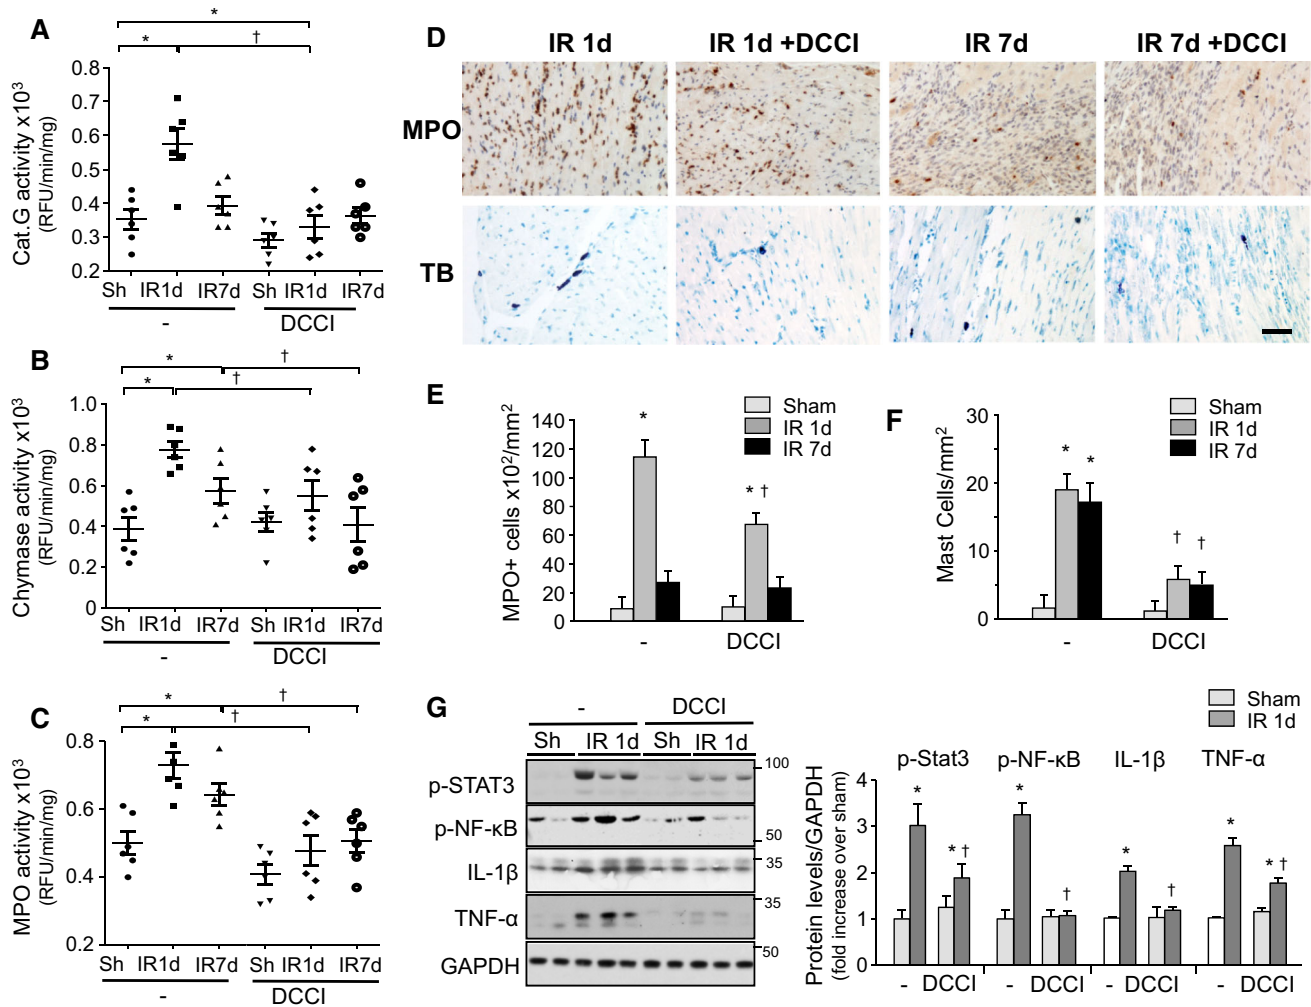 A
*
*
†
Cat.G activity x10³
(RFU/min/mg)
0.8
0.7
0.6
0.5
0.4
0.3
0.2
Sh IR1d IR7d Sh IR1d IR7d
- DCCI
B
*
†
*
†
Chymase activity x10³
(RFU/min/mg)
1.0
0.8
0.6
0.4
0.2
0
Sh IR1d IR7d Sh IR1d IR7d
- DCCI
C
*
†
*
†
MPO activity x10³
(RFU/min/mg)
0.8
0.6
0.4
0.2
Sh IR1d IR7d Sh IR1d IR7d
- DCCI
D
IR 1d IR 1d +DCCI IR 7d IR 7d +DCCI
MPO
TB
E
MPO+ cells x10²/mm²
140
120
100
80
60
40
20
0
Sham
IR 1d
IR 7d
*
* †
- DCCI
F
Mast Cells/mm²
30
20
10
0
Sham
IR 1d
IR 7d
* *
† †
- DCCI
G
- DCCI
Sh IR 1d Sh IR 1d
p-STAT3
100
p-NF-κB
50
IL-1β
35
TNF-α
35
GAPDH
50
Sham
IR 1d
p-Stat3 p-NF-κB IL-1β TNF-α
Protein levels/GAPDH
(fold increase over sham)
4
3
2
1
0
* * † * † * † * * †
- DCCI - DCCI - DCCI - DCCI